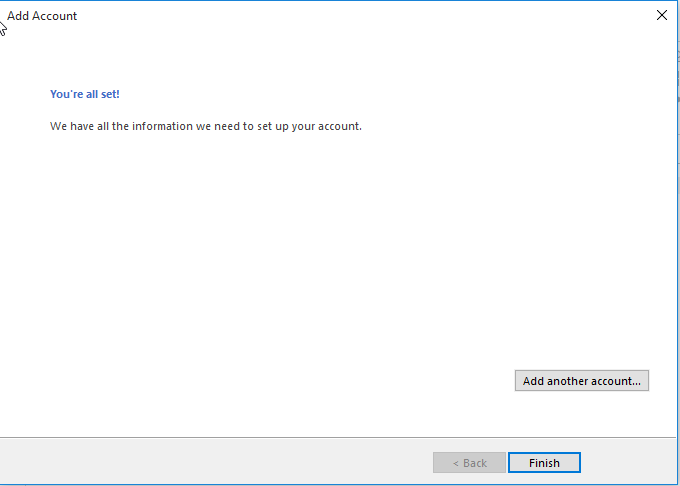 Add Account
You're all set!
We have all the information we need to set up your account.
Add another account...
< Back
Finish